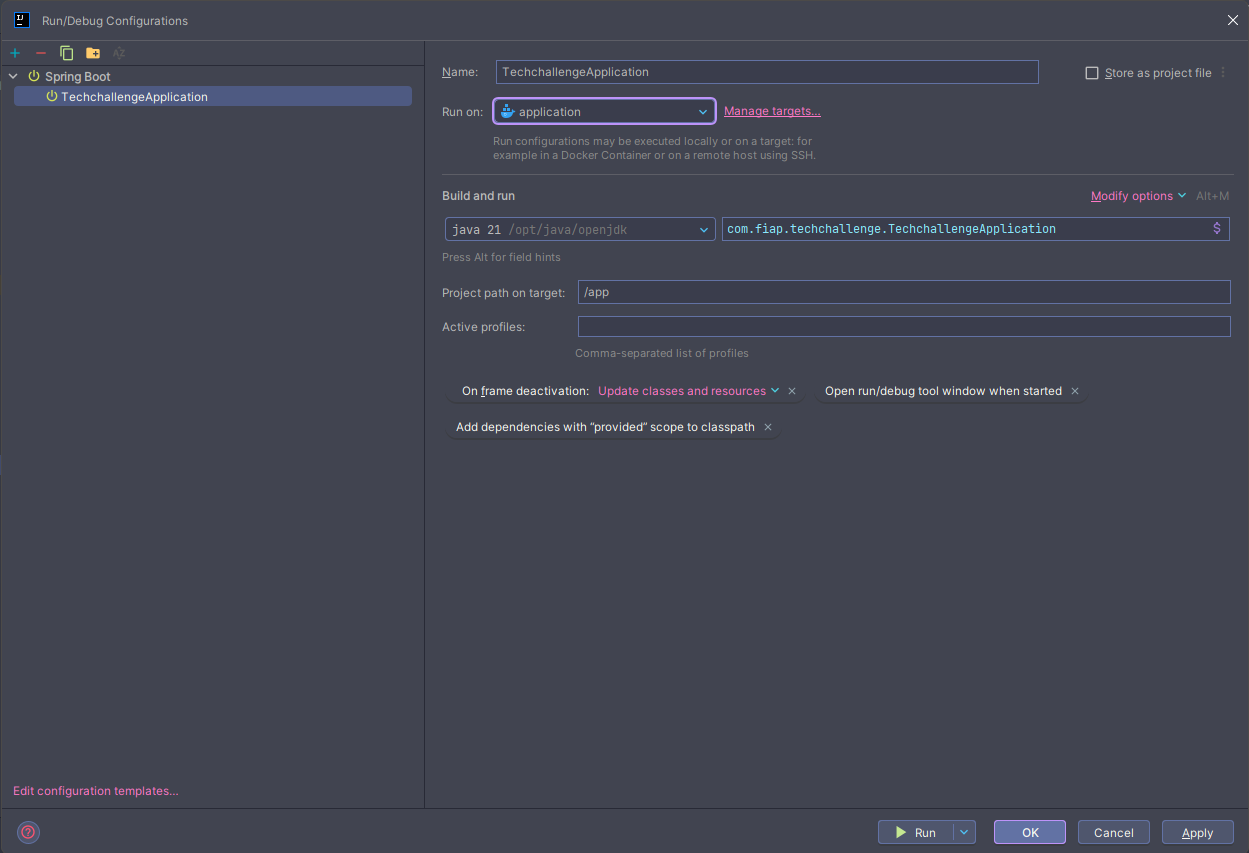 Run/Debug Configurations
Spring Boot
TechchallengeApplication
Edit configuration templates...
Name: TechchallengeApplication Store as project file
Run on: application Manage targets...
Run configurations may be executed locally or on a target: for
example in a Docker Container or on a remote host using SSH.
Build and run Modify options Alt+M
java 21 /opt/java/openjdk com.fiap.techchallenge.TechchallengeApplication $
Press Alt for field hints
Project path on target: /app
Active profiles:
Comma-separated list of profiles
On frame deactivation: Update classes and resources Open run/debug tool window when started
Add dependencies with “provided” scope to classpath
Run OK Cancel Apply